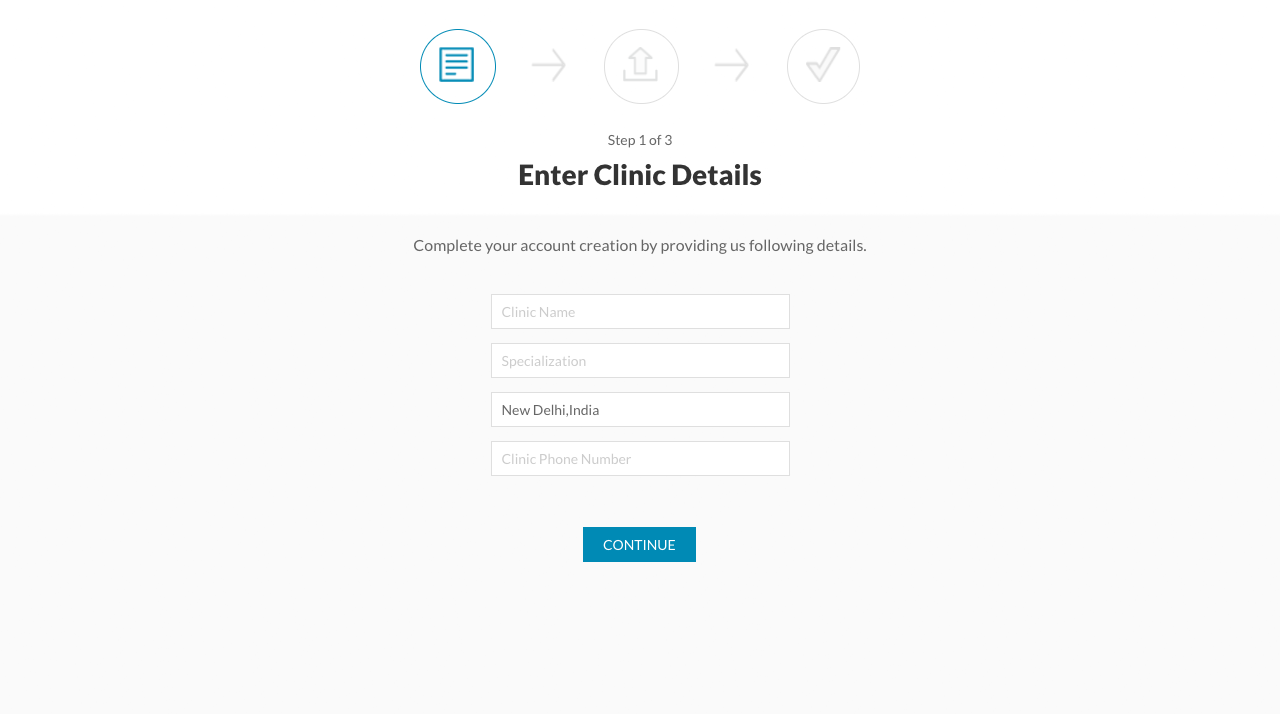 Step 1 of 3
Enter Clinic Details
Complete your account creation by providing us following details.
Clinic Name
Specialization
New Delhi,India
Clinic Phone Number
CONTINUE